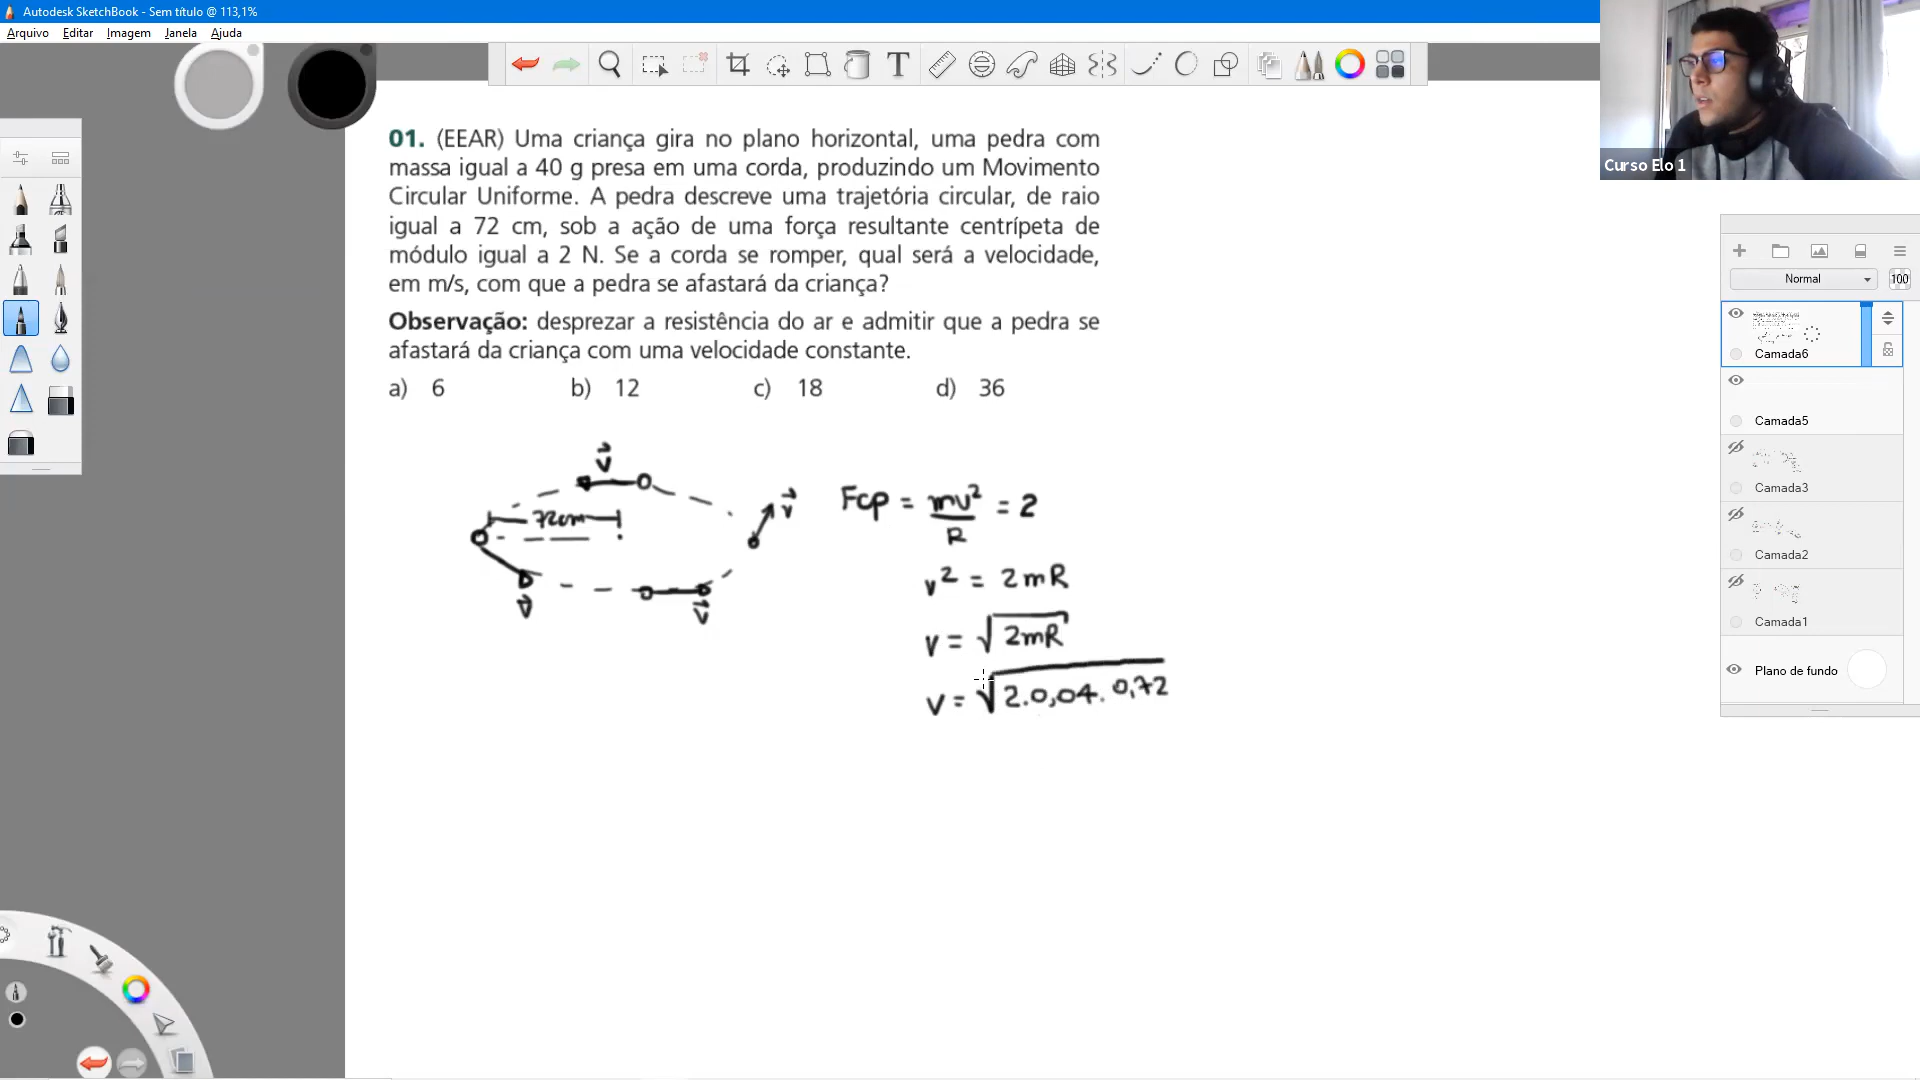 Autodesk SketchBook - Sem título @ 113,1%
Arquivo Editar Imagem Janela Ajuda
T
Curso Elo 1
01. (EEAR) Uma criança gira no plano horizontal, uma pedra com
massa igual a 40 g presa em uma corda, produzindo um Movimento
Circular Uniforme. A pedra descreve uma trajetória circular, de raio
igual a 72 cm, sob a ação de uma força resultante centrípeta de
módulo igual a 2 N. Se a corda se romper, qual será a velocidade,
em m/s, com que a pedra se afastará da criança?
Observação: desprezar a resistência do ar e admitir que a pedra se
afastará da criança com uma velocidade constante.
a) 6 b) 12 c) 18 d) 36
v⃗
72cm
v⃗
v⃗
v⃗
Fcp = mv²/R = 2
v² = 2mR
v = √2mR
v = √2.0,04.0,72
Normal 100
Camada6
Camada5
Camada3
Camada2
Camada1
Plano de fundo